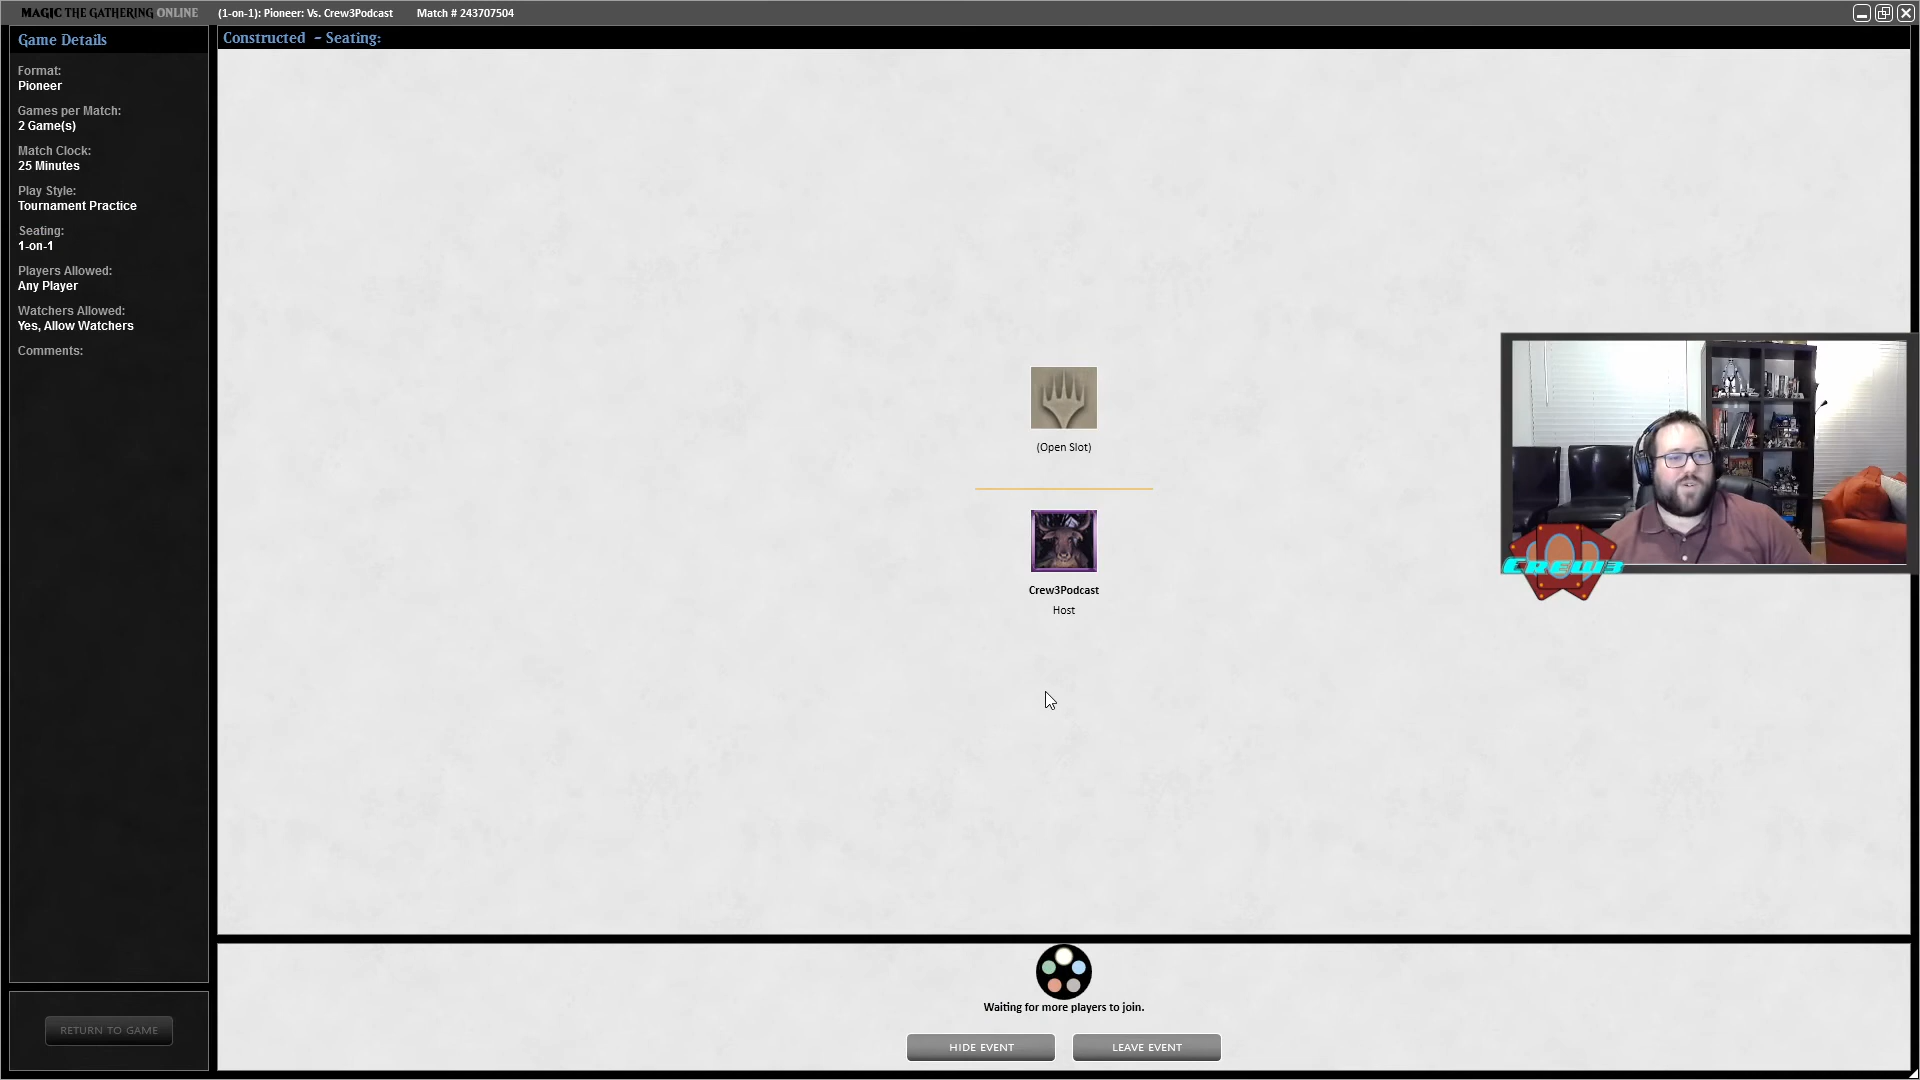 MAGIC THE GATHERING ONLINE
(1-on-1): Pioneer: Vs. Crew3Podcast
Match # 243707504
Game Details
Format:
Pioneer
Games per Match:
2 Game(s)
Match Clock:
25 Minutes
Play Style:
Tournament Practice
Seating:
1-on-1
Players Allowed:
Any Player
Watchers Allowed:
Yes, Allow Watchers
Comments:
RETURN TO GAME
Constructed - Seating:
(Open Slot)
Crew3Podcast
Host
CREW3
Waiting for more players to join.
HIDE EVENT
LEAVE EVENT